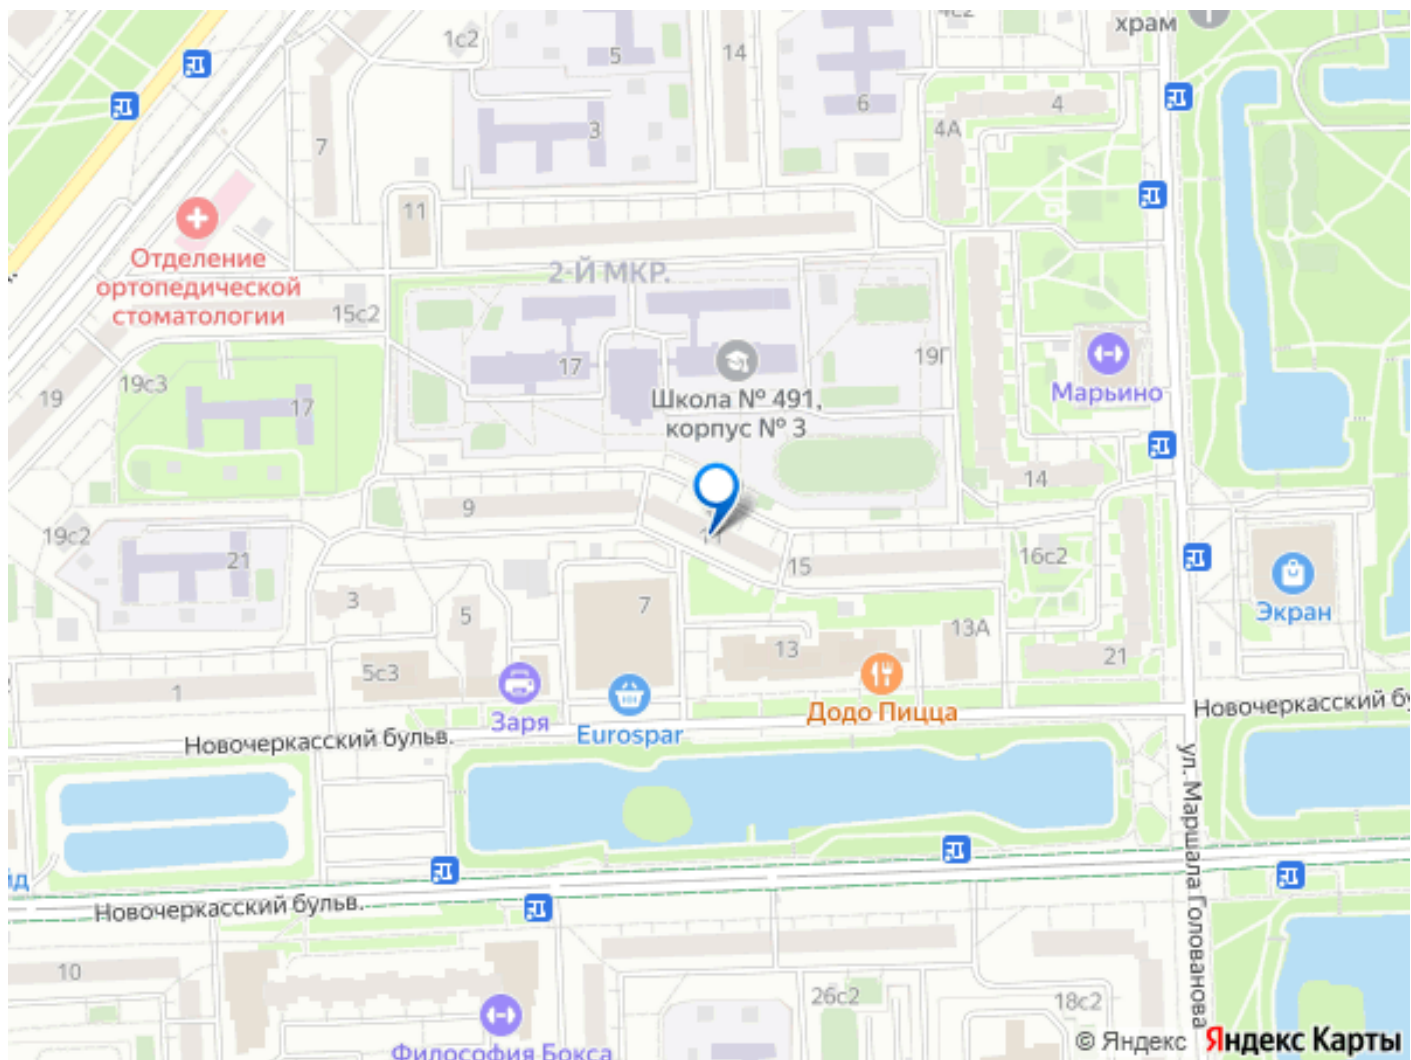 храм
4с2
1с2
5
14
6
4
4А
3
7
11
Отделение
ортопедической
стоматологии
2-Й МКР.
15с2
17
19Г
Марьино
Школа № 491,
корпус № 3
19с3
19
17
14
9
19с2
21
15
16с2
3
5
7
Экран
13А
13
21
5с3
1
Заря
Eurospar
Додо Пицца
Новочеркасский бульв.
Новочеркасский бу
ул. Маршала Голованова
Новочеркасский бульв.
10
26с2
18с2
Философия Бокса
© Яндекс Яндекс Карты